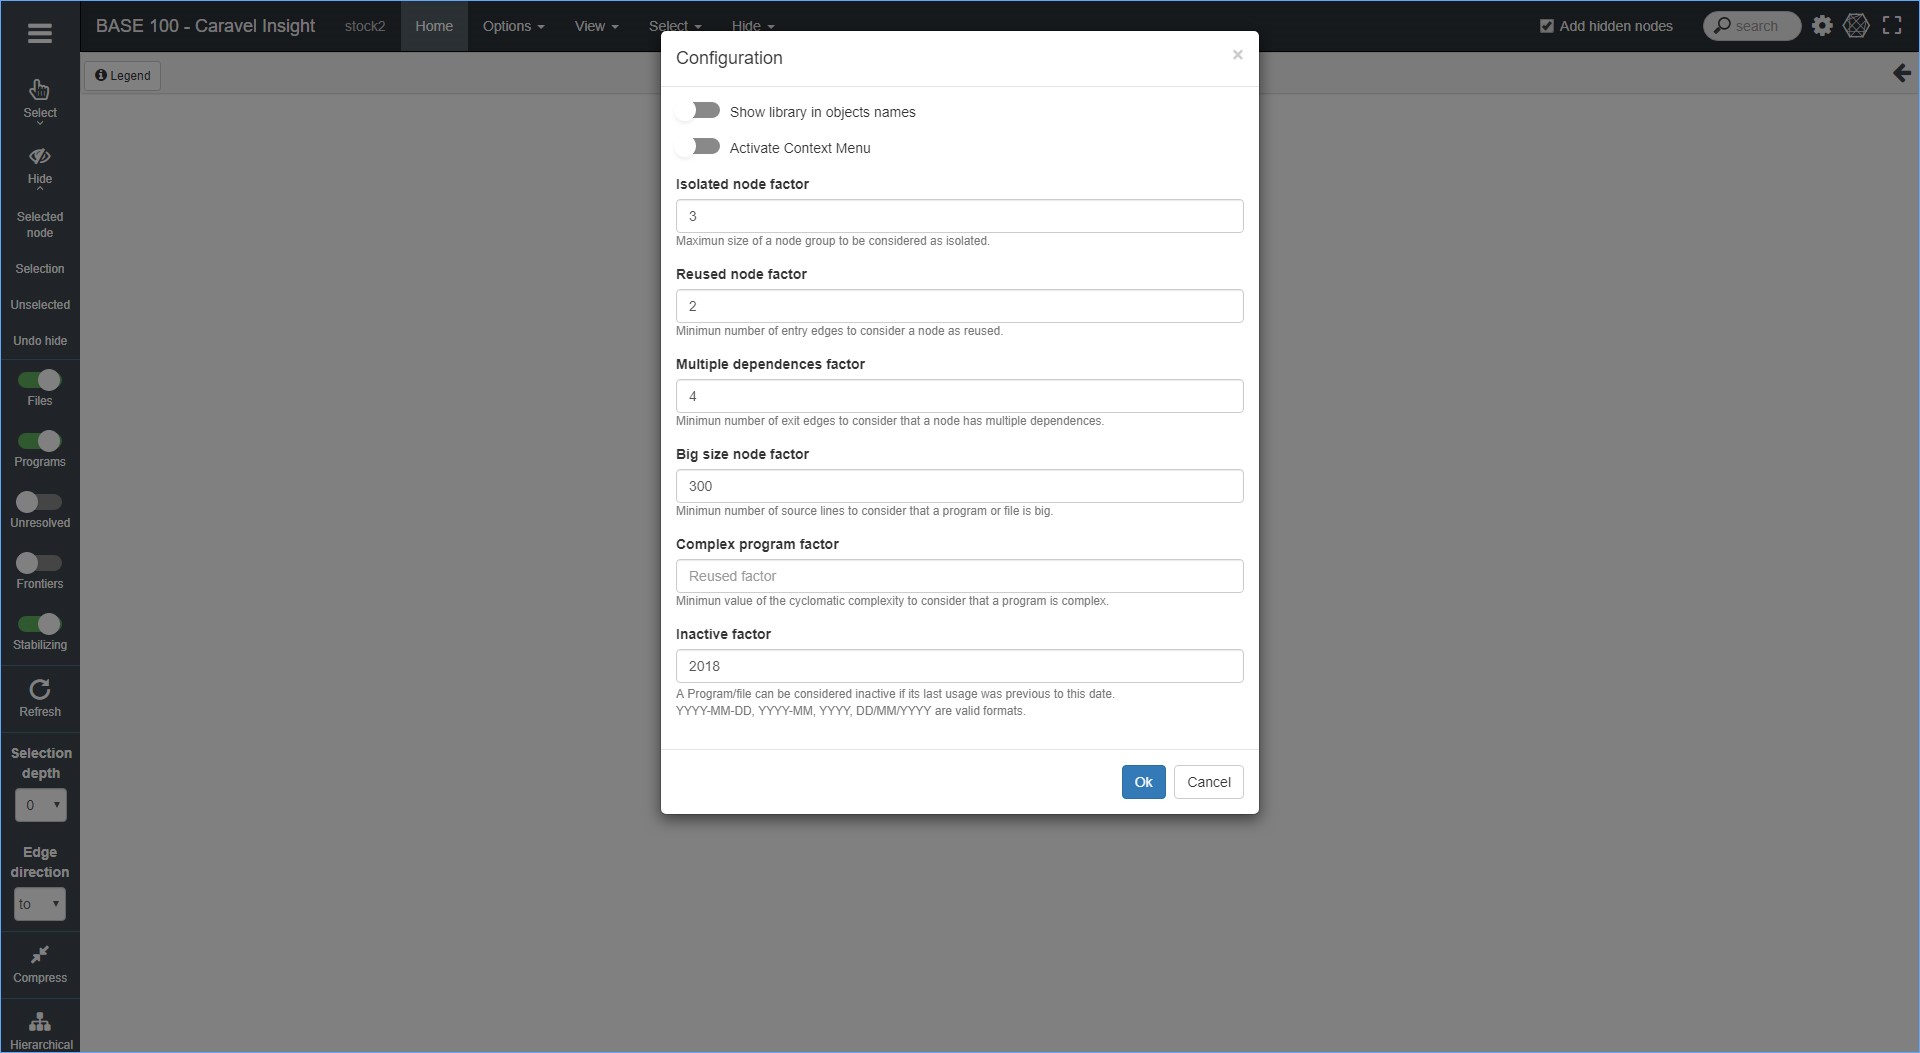 BASE 100 - Caravel Insight
stock2
Home
Options
View
Select
Hide
Add hidden nodes
search
Legend
Select
Hide
Selected
node
Selection
Unselected
Undo hide
Files
Programs
Unresolved
Frontiers
Stabilizing
Refresh
Selection
depth
0
Edge
direction
to
Compress
Hierarchical
Configuration
×
Show library in objects names
Activate Context Menu
Isolated node factor
3
Maximun size of a node group to be considered as isolated.
Reused node factor
2
Minimun number of entry edges to consider a node as reused.
Multiple dependences factor
4
Minimun number of exit edges to consider that a node has multiple dependences.
Big size node factor
300
Minimun number of source lines to consider that a program or file is big.
Complex program factor
Reused factor
Minimun value of the cyclomatic complexity to consider that a program is complex.
Inactive factor
2018
A Program/file can be considered inactive if its last usage was previous to this date.
YYYY-MM-DD, YYYY-MM, YYYY, DD/MM/YYYY are valid formats.
Ok
Cancel